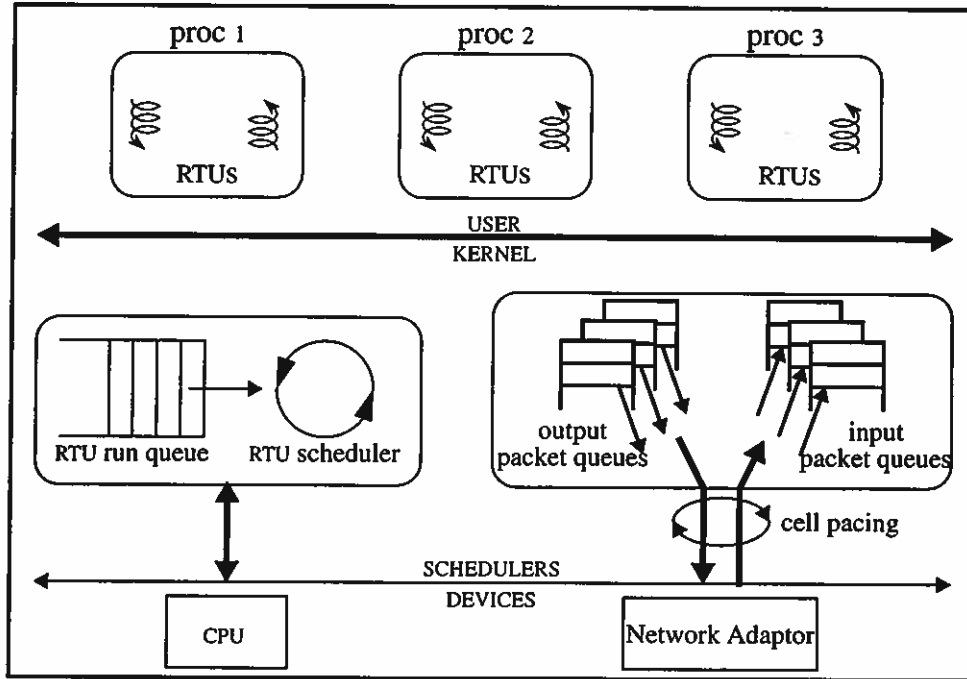 proc 1
proc 2
proc 3
RTUs
RTUs
RTUs
USER
KERNEL
RTU run queue
RTU scheduler
output
packet queues
input
packet queues
cell pacing
SCHEDULERS
DEVICES
CPU
Network Adaptor